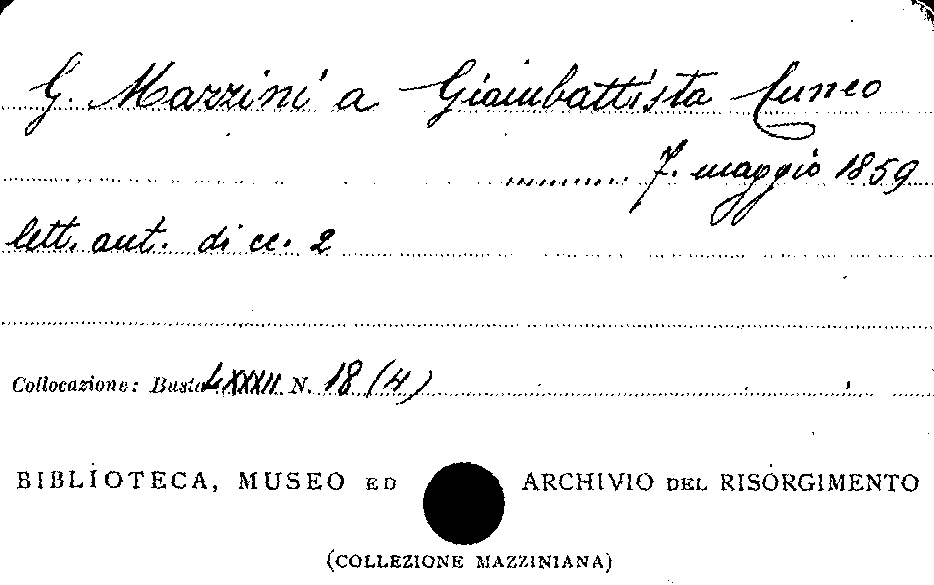 G. Mazzini a Giambattista Cuneo
7. maggio 1859
lett. aut. di cc. 2
Collocazione: Busta LXXXII N. 18 (4)
BIBLIOTECA, MUSEO ED ARCHIVIO DEL RISORGIMENTO
(COLLEZIONE MAZZINIANA)